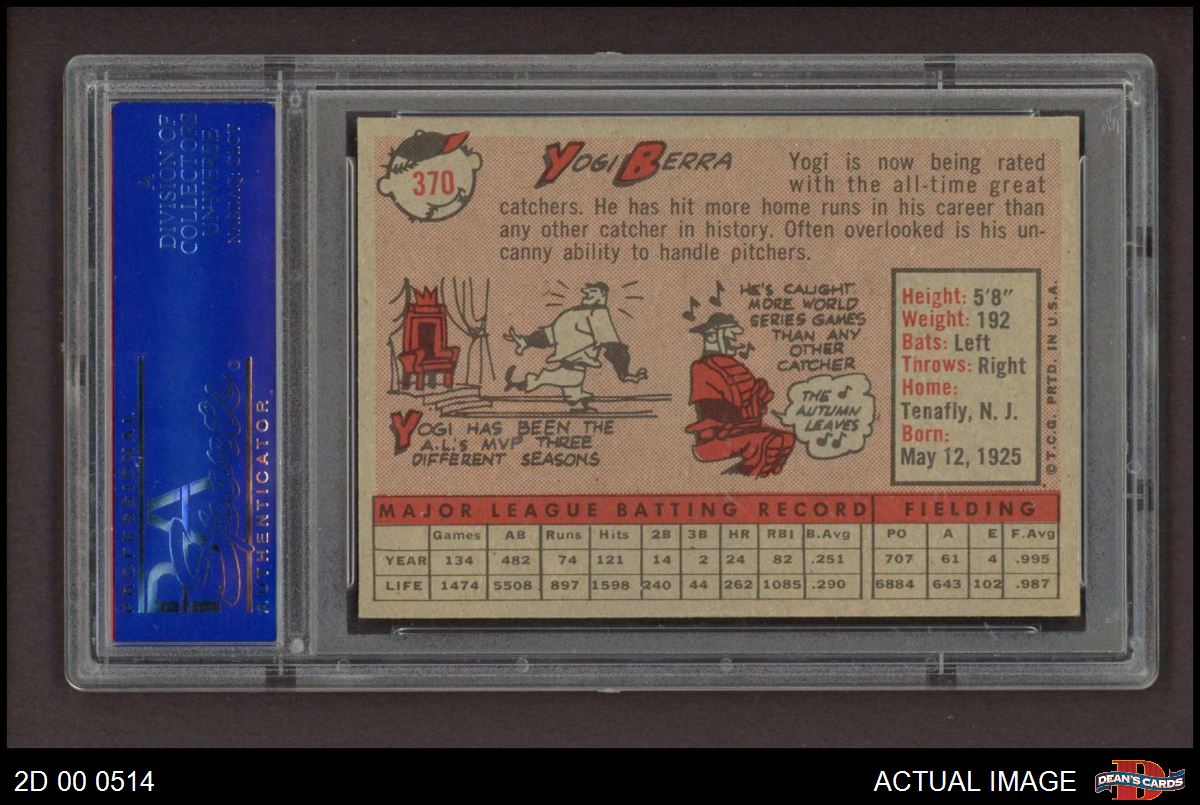 A
DIVISION OF
COLLECTORS
UNIVERSE
NASDAQ: CLCT
PSA
PROFESSIONAL
Sports
AUTHENTICATOR
370
YOGI BERRA
Yogi is now being rated
with the all-time great
catchers. He has hit more home runs in his career than
any other catcher in history. Often overlooked is his un-
canny ability to handle pitchers.
YOGI HAS BEEN THE
A.L.'S MVP THREE
DIFFERENT SEASONS
HE'S CAUGHT
MORE WORLD
SERIES GAMES
THAN ANY
OTHER
CATCHER
THE
AUTUMN
LEAVES
Height: 5'8"
Weight: 192
Bats: Left
Throws: Right
Home:
Tenafly, N. J.
Born:
May 12, 1925
© T.C.G. PRTD. IN U.S.A.
MAJOR LEAGUE BATTING RECORD FIELDING
Games AB Runs Hits 2B 3B HR RBI B.Avg PO A E F.Avg
YEAR 134 482 74 121 14 2 24 82 .251 707 61 4 .995
LIFE 1474 5508 897 1598 240 44 262 1085 .290 6884 643 102 .987
2D 00 0514
ACTUAL IMAGE
D
DEAN'S CARDS